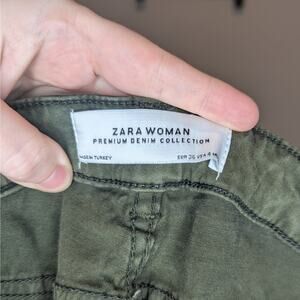 ZARA WOMAN
PREMIUM DENIM COLLECTION
MADE IN TURKEY EUR 36 USA 4